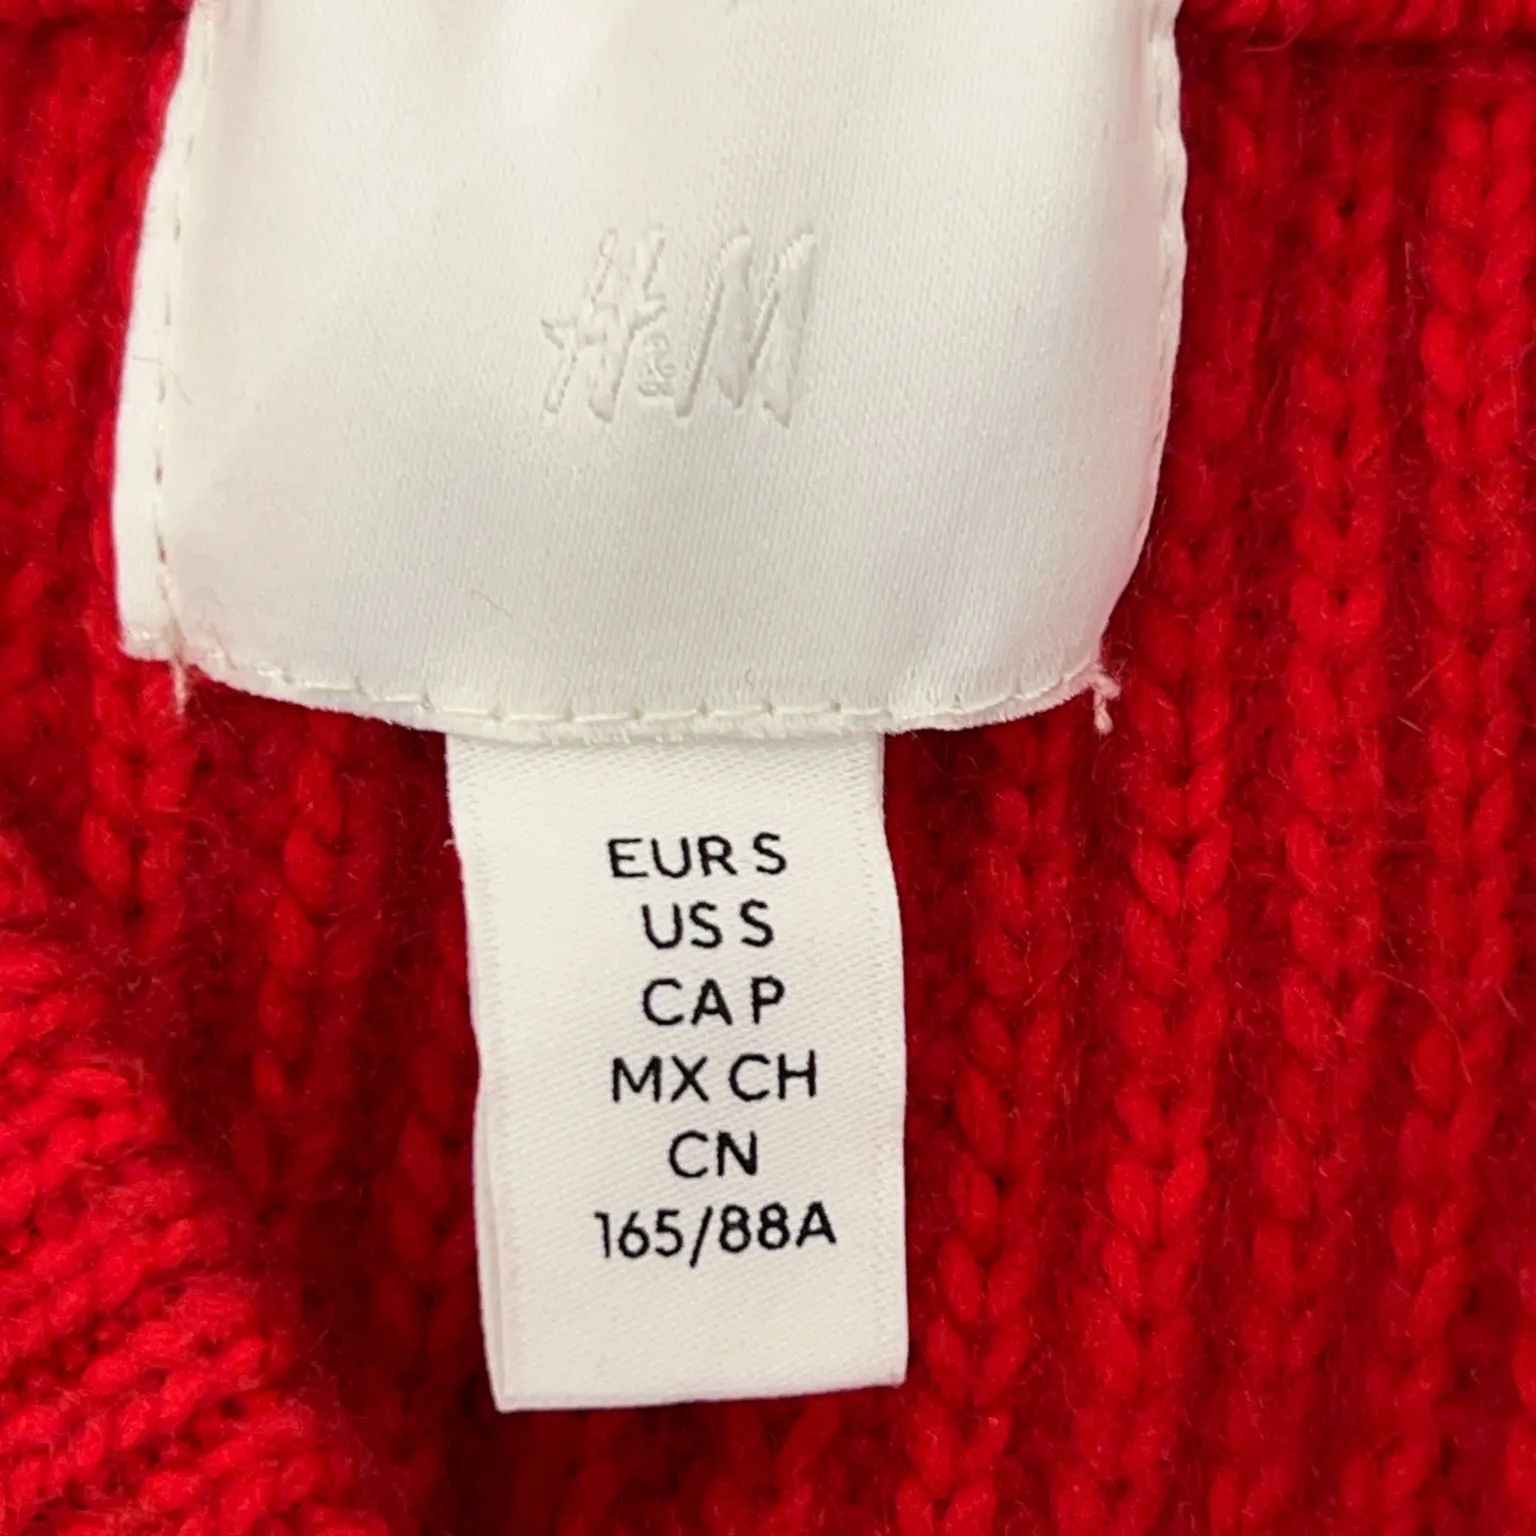 H&M
EUR S
US S
CA P
MX CH
CN
165/88A